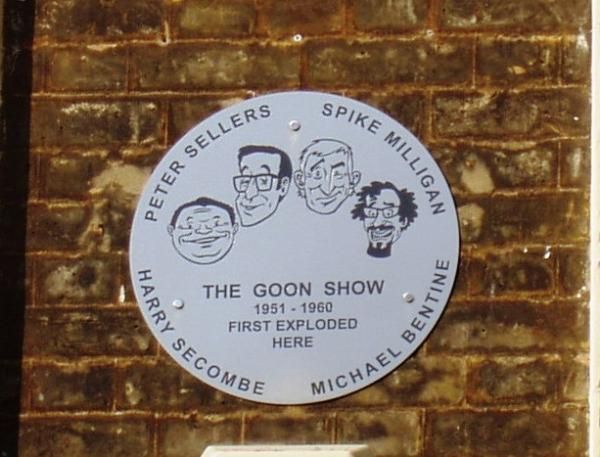 PETER SELLERS
SPIKE MILLIGAN
THE GOON SHOW
1951 - 1960
FIRST EXPLODED
HERE
HARRY SECOMBE
MICHAEL BENTINE